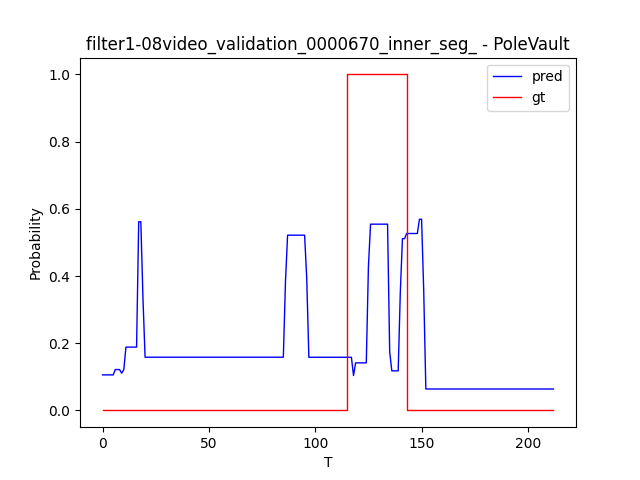 filter1-08video_validation_0000670_inner_seg_ - PoleVault
pred
gt
1.0
0.8
0.6
0.4
0.2
0.0
Probability
0
50
100
150
200
T